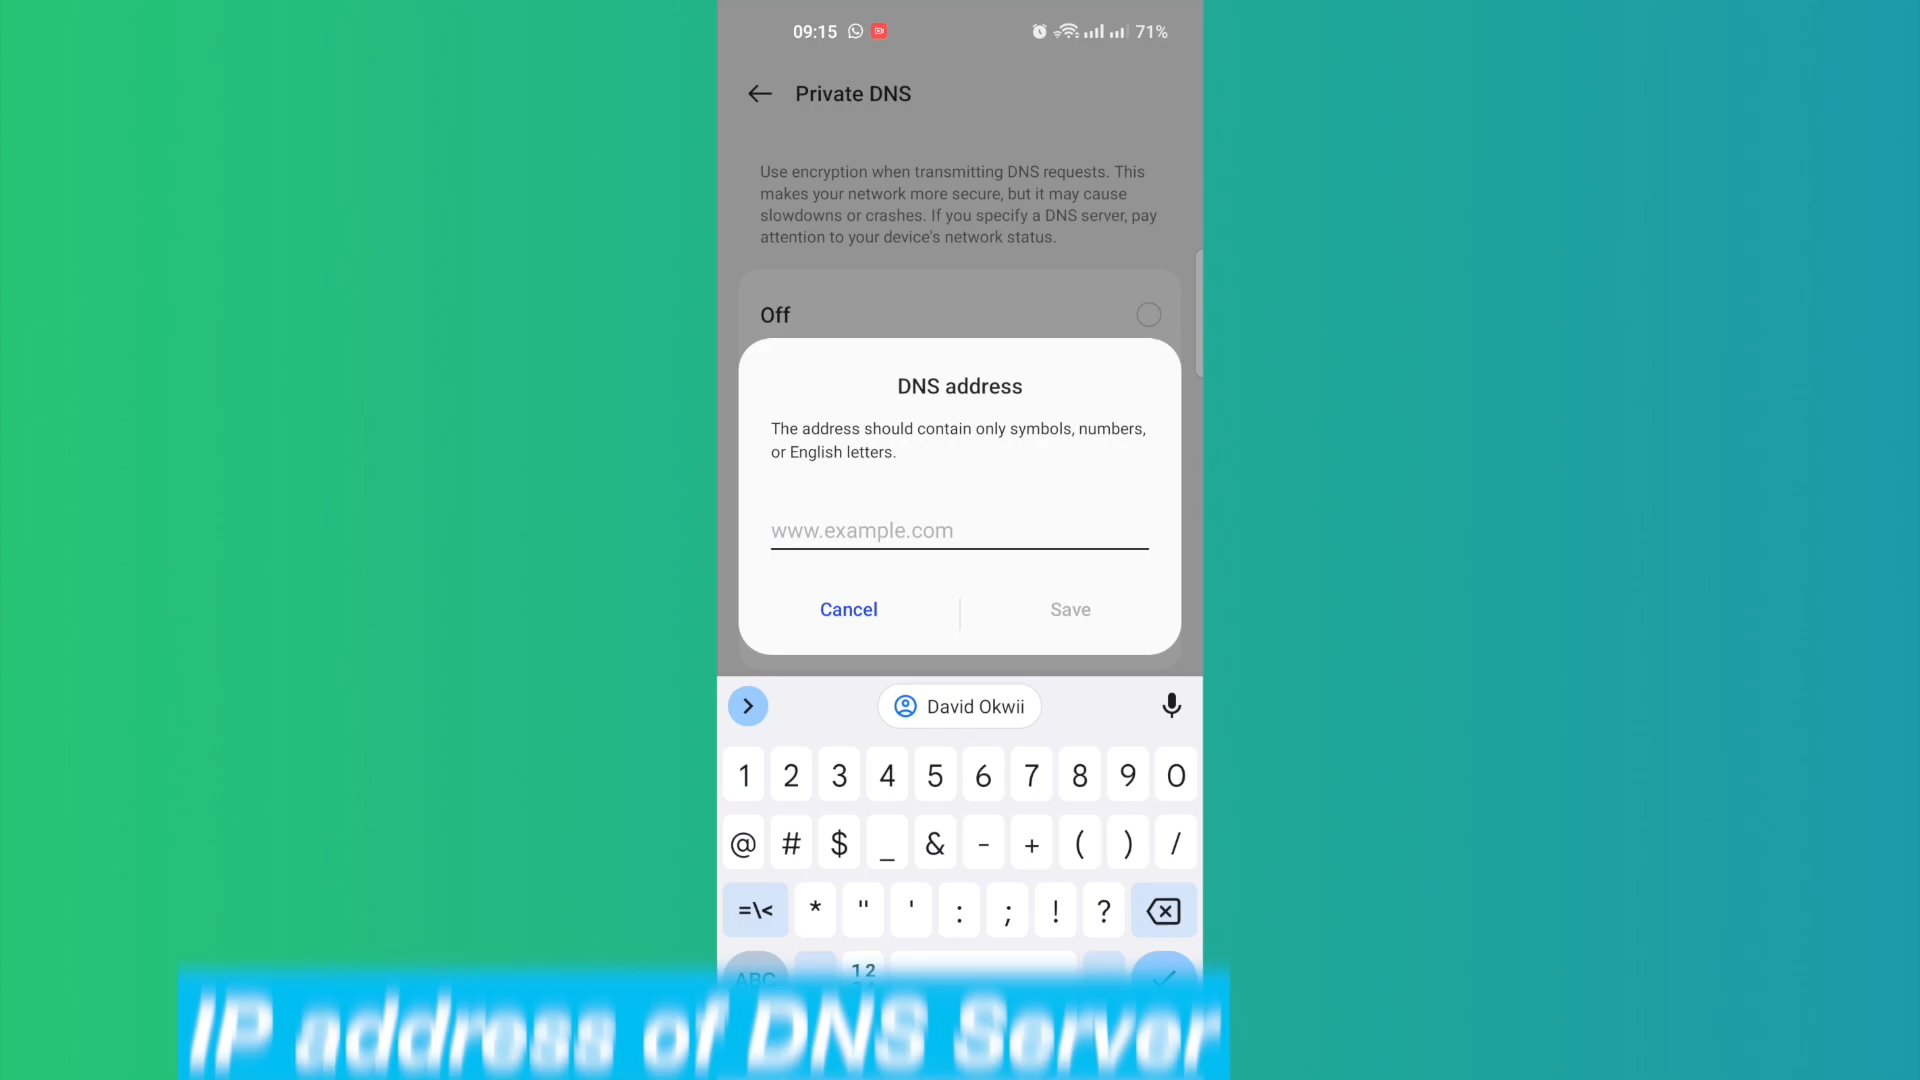 09:15 71%
Private DNS
Use encryption when transmitting DNS requests. This
makes your network more secure, but it may cause
slowdowns or crashes. If you specify a DNS server, pay
attention to your device's network status.
Off
DNS address
The address should contain only symbols, numbers,
or English letters.
www.example.com
Cancel Save
David Okwii
1 2 3 4 5 6 7 8 9 0
@ # $ _ & - + ( ) /
=\< * " ' : ; ! ?
ABC 12
IP address of DNS Server